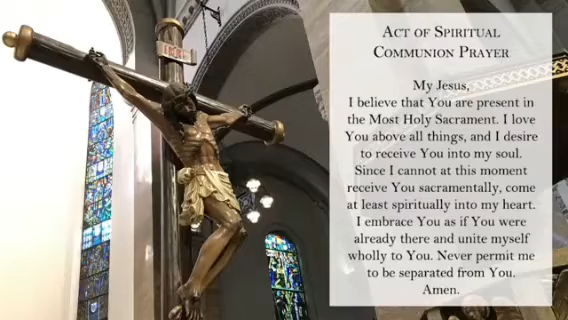 INRI
Act of Spiritual
Communion Prayer
My Jesus,
I believe that You are present in
the Most Holy Sacrament. I love
You above all things, and I desire
to receive You into my soul.
Since I cannot at this moment
receive You sacramentally, come
at least spiritually into my heart.
I embrace You as if You were
already there and unite myself
wholly to You. Never permit me
to be separated from You.
Amen.